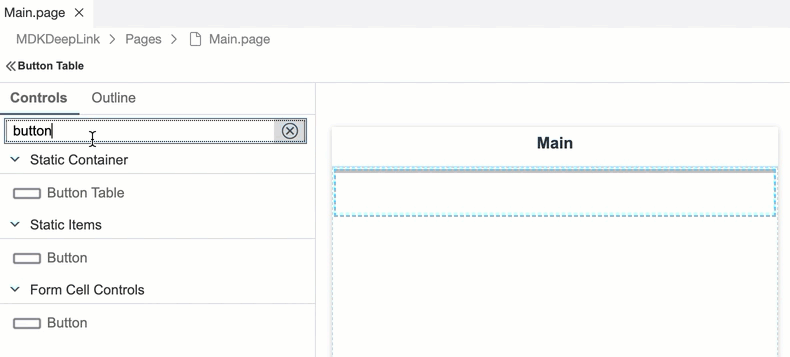 Main.page
MDKDeepLink Pages Main.page
Button Table
Controls Outline
button
Static Container
Button Table
Static Items
Button
Form Cell Controls
Button
Main